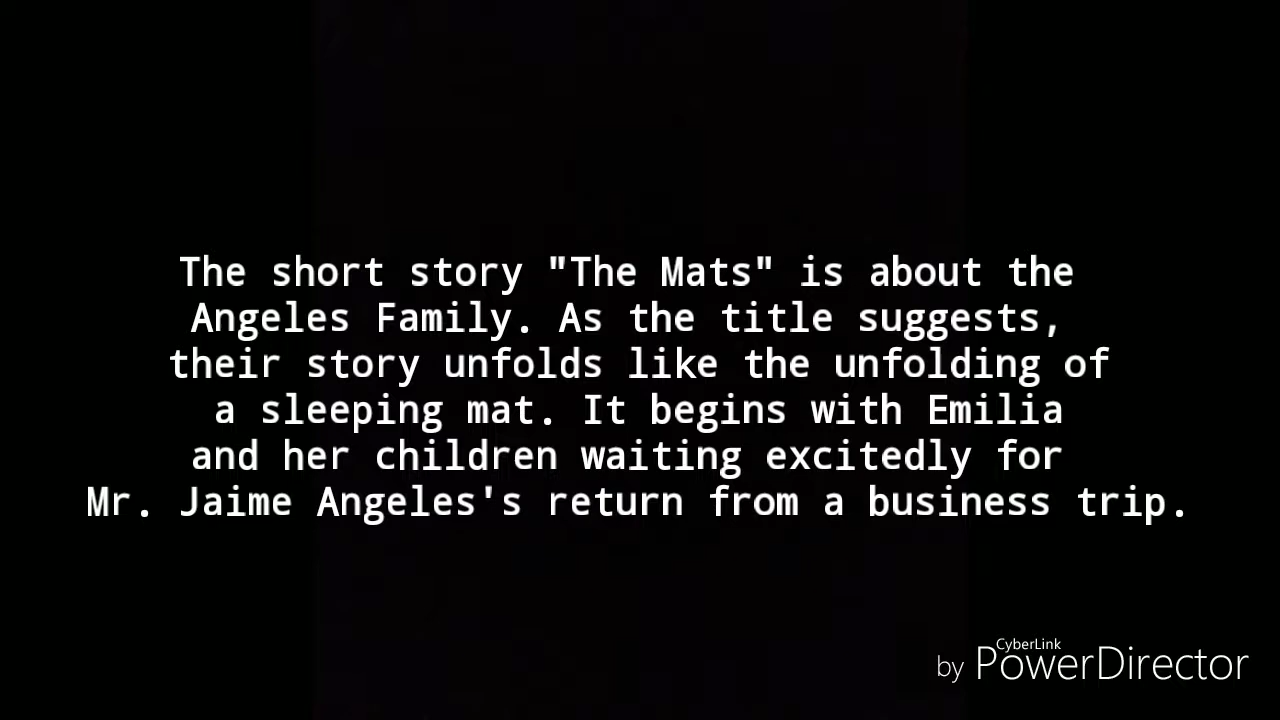 The short story "The Mats" is about the
Angeles Family. As the title suggests,
their story unfolds like the unfolding of
a sleeping mat. It begins with Emilia
and her children waiting excitedly for
Mr. Jaime Angeles's return from a business trip.
CyberLink
by PowerDirector